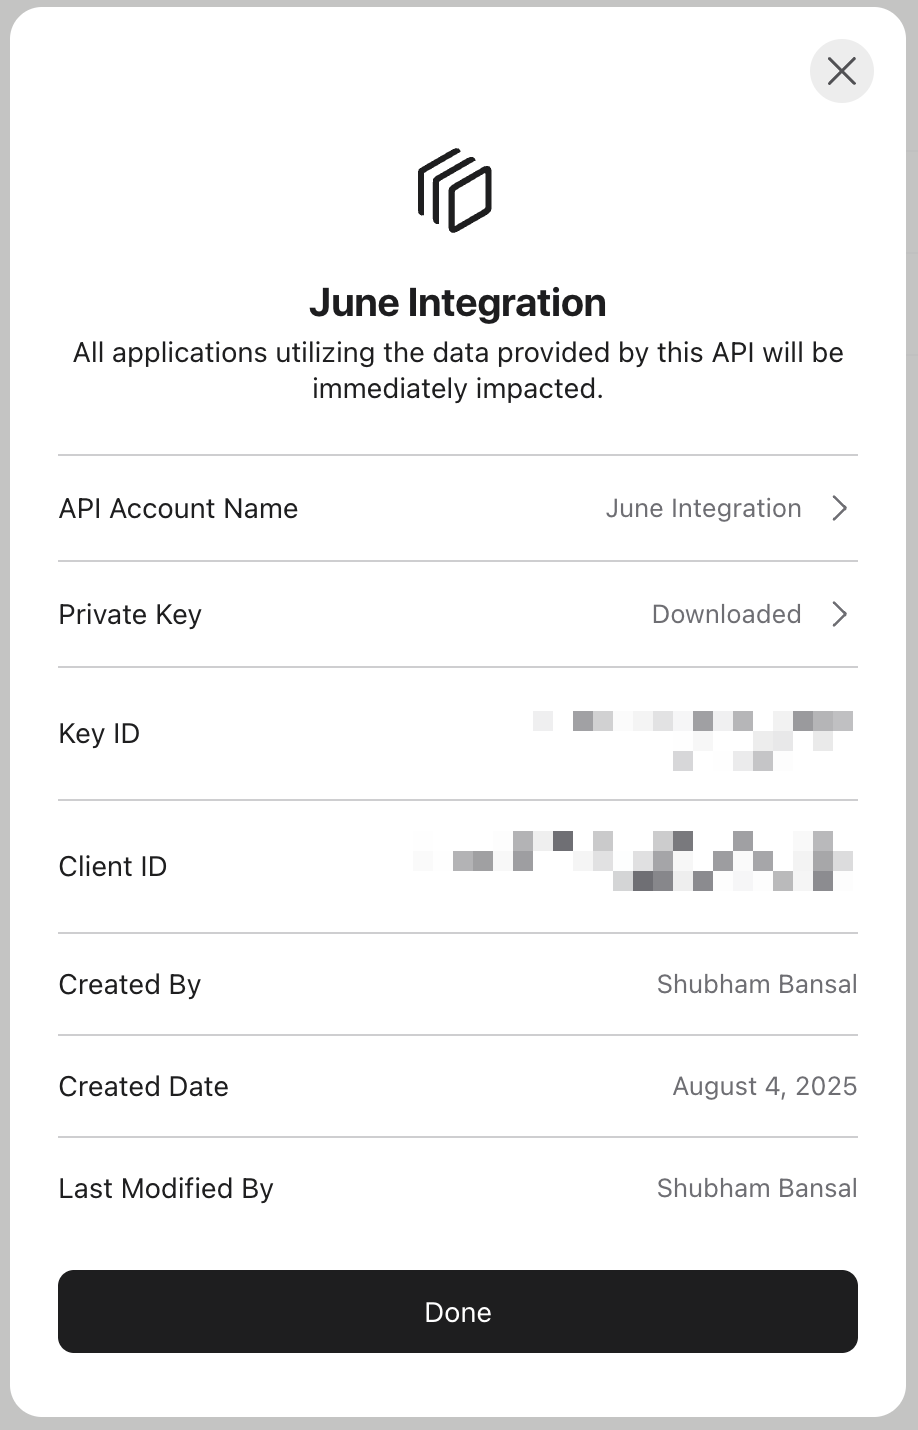 June Integration
All applications utilizing the data provided by this API will be
immediately impacted.
API Account Name June Integration
Private Key Downloaded
Key ID
Client ID
Created By Shubham Bansal
Created Date August 4, 2025
Last Modified By Shubham Bansal
Done